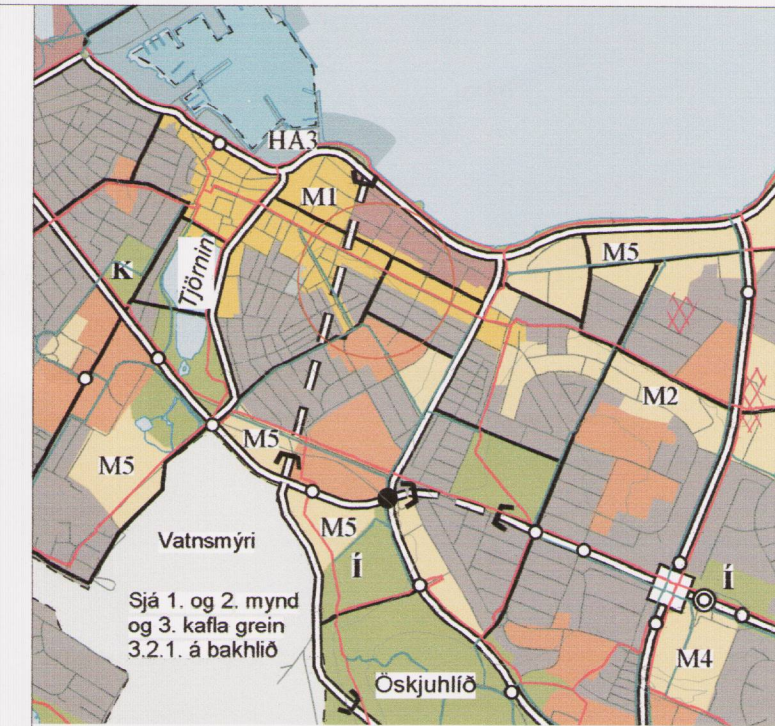 HA3
M1
M5
K
Tjörnin
M2
M5
M5
M5
Vatnsmýri
Í
Í
Sjá 1. og 2. mynd
og 3. kafla grein
3.2.1. á bakhlið
Öskjuhlíð
M4